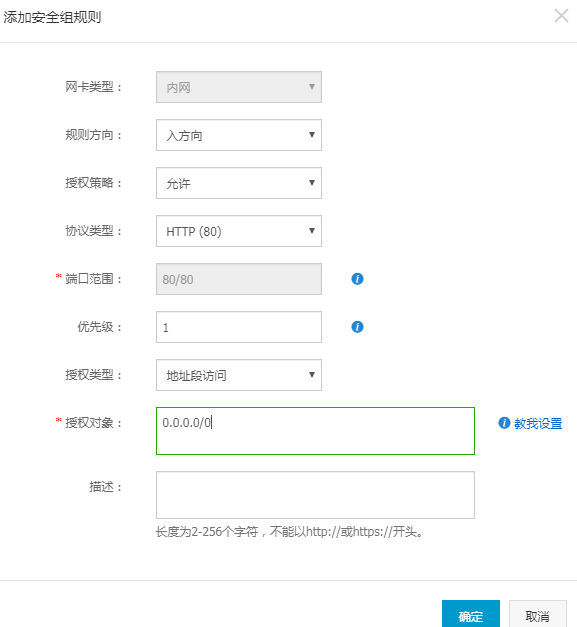 添加安全组规则
网卡类型： 内网
规则方向： 入方向
授权策略： 允许
协议类型： HTTP (80)
* 端口范围： 80/80
优先级： 1
授权类型： 地址段访问
* 授权对象： 0.0.0.0/0 教我设置
描述：
长度为2-256个字符，不能以http://或https://开头。
确定 取消